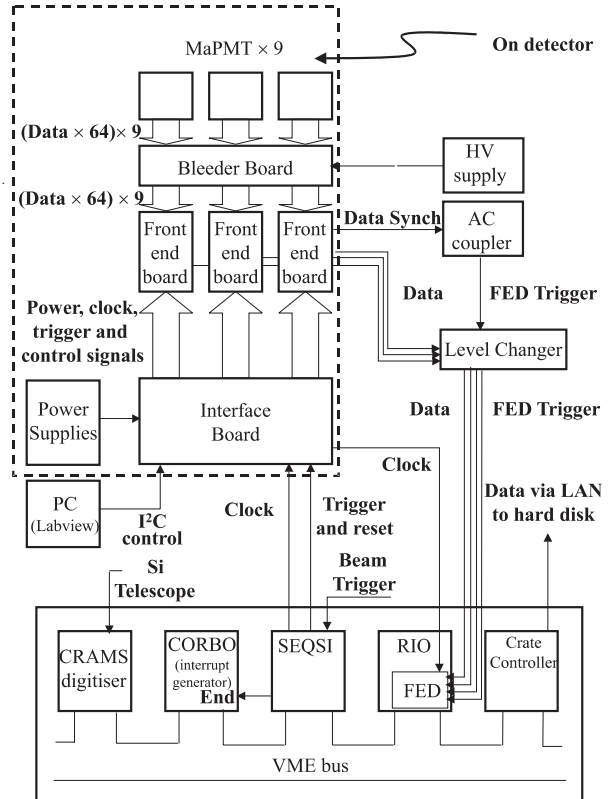 MaPMT × 9
On detector
(Data × 64)× 9
Bleeder Board
HV
supply
(Data × 64) × 9
Data Synch
AC
coupler
Front
end
board
Front
end
board
Front
end
board
Data
FED Trigger
Power, clock,
trigger and
control signals
Level Changer
Data
FED Trigger
Power
Supplies
Interface
Board
Clock
PC
(Labview)
I²C
control
Clock
Trigger
and reset
Data via LAN
to hard disk
Si
Telescope
Beam
Trigger
CRAMS
digitiser
CORBO
(interrupt
generator)
End
SEQSI
RIO
FED
Crate
Controller
VME bus